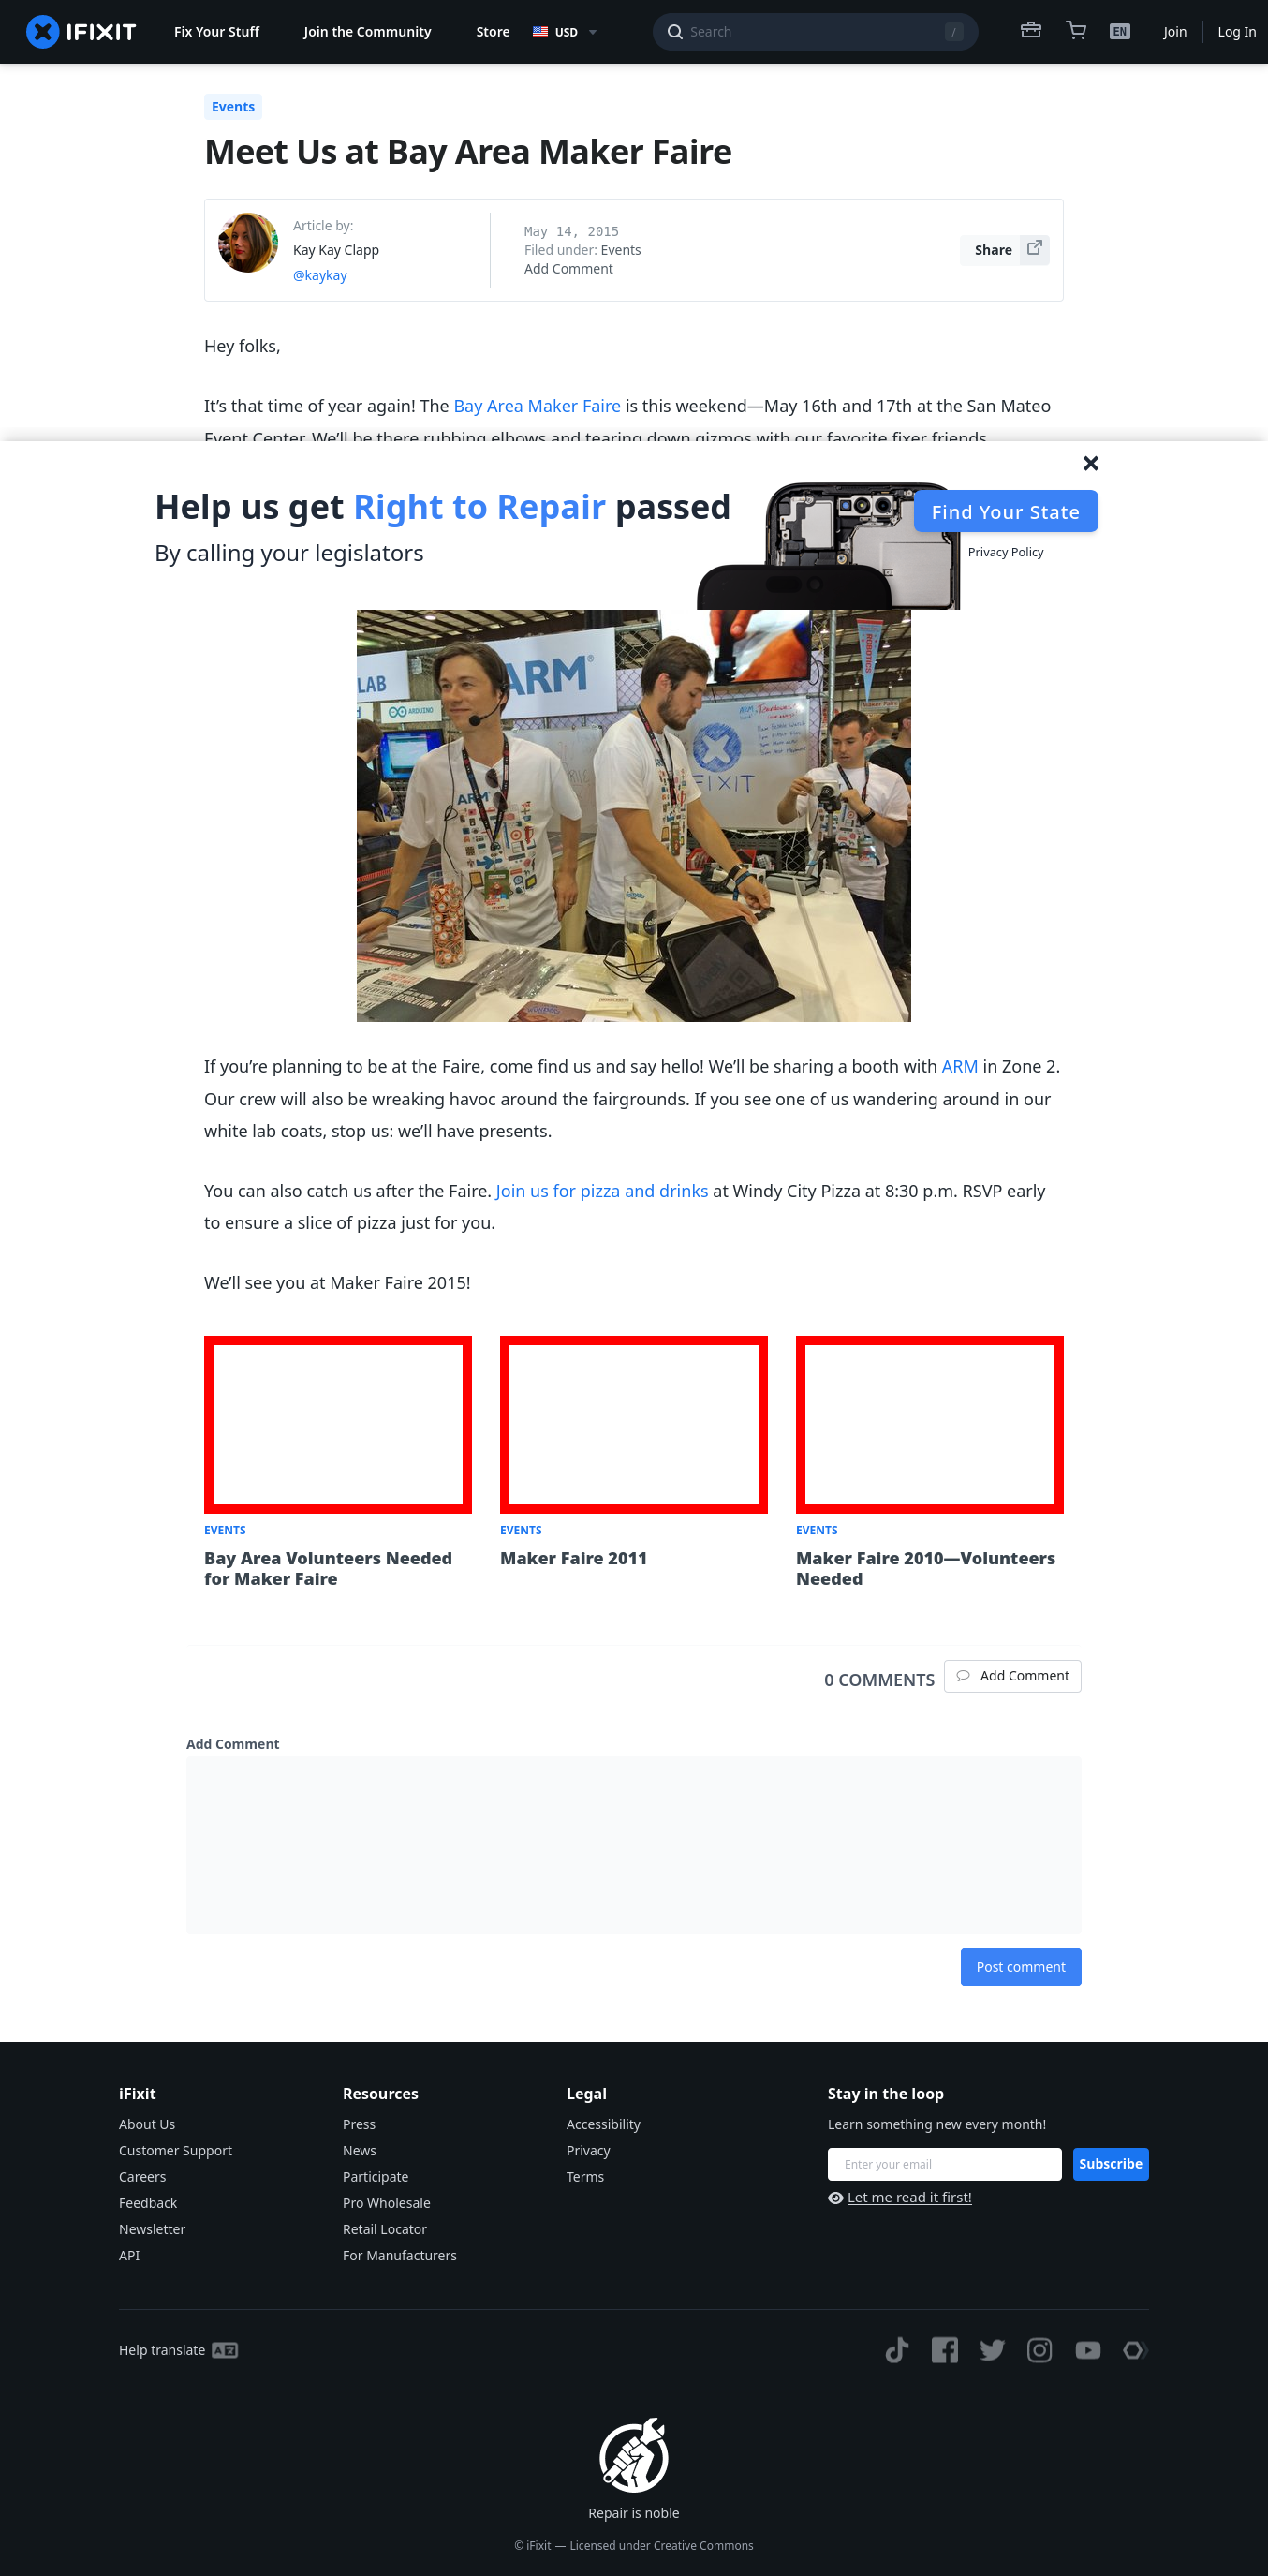 IFIXIT
Fix Your Stuff
Join the Community
Store
USD
Search
/
EN
Join
Log In
Events
Meet Us at Bay Area Maker Faire
Article by:
Kay Kay Clapp
@kaykay
May 14, 2015
Filed under: Events
Add Comment
Share
Hey folks,
It’s that time of year again! The Bay Area Maker Faire is this weekend—May 16th and 17th at the San Mateo
Event Center. We’ll be there rubbing elbows and tearing down gizmos with our favorite fixer friends.
Help us get Right to Repair passed
By calling your legislators
Find Your State
Privacy Policy
LAB
ARM®
ARDUINO
ROBOTICS
Maker Faire
ARM
FIXIT
If you’re planning to be at the Faire, come find us and say hello! We’ll be sharing a booth with ARM in Zone 2.
Our crew will also be wreaking havoc around the fairgrounds. If you see one of us wandering around in our
white lab coats, stop us: we’ll have presents.
You can also catch us after the Faire. Join us for pizza and drinks at Windy City Pizza at 8:30 p.m. RSVP early
to ensure a slice of pizza just for you.
We’ll see you at Maker Faire 2015!
EVENTS
Bay Area Volunteers Needed
for Maker Faire
EVENTS
Maker Faire 2011
EVENTS
Maker Faire 2010—Volunteers
Needed
0 COMMENTS
Add Comment
Add Comment
Post comment
iFixit
About Us
Customer Support
Careers
Feedback
Newsletter
API
Resources
Press
News
Participate
Pro Wholesale
Retail Locator
For Manufacturers
Legal
Accessibility
Privacy
Terms
Stay in the loop
Learn something new every month!
Enter your email
Subscribe
Let me read it first!
Help translate
Repair is noble
© iFixit — Licensed under Creative Commons